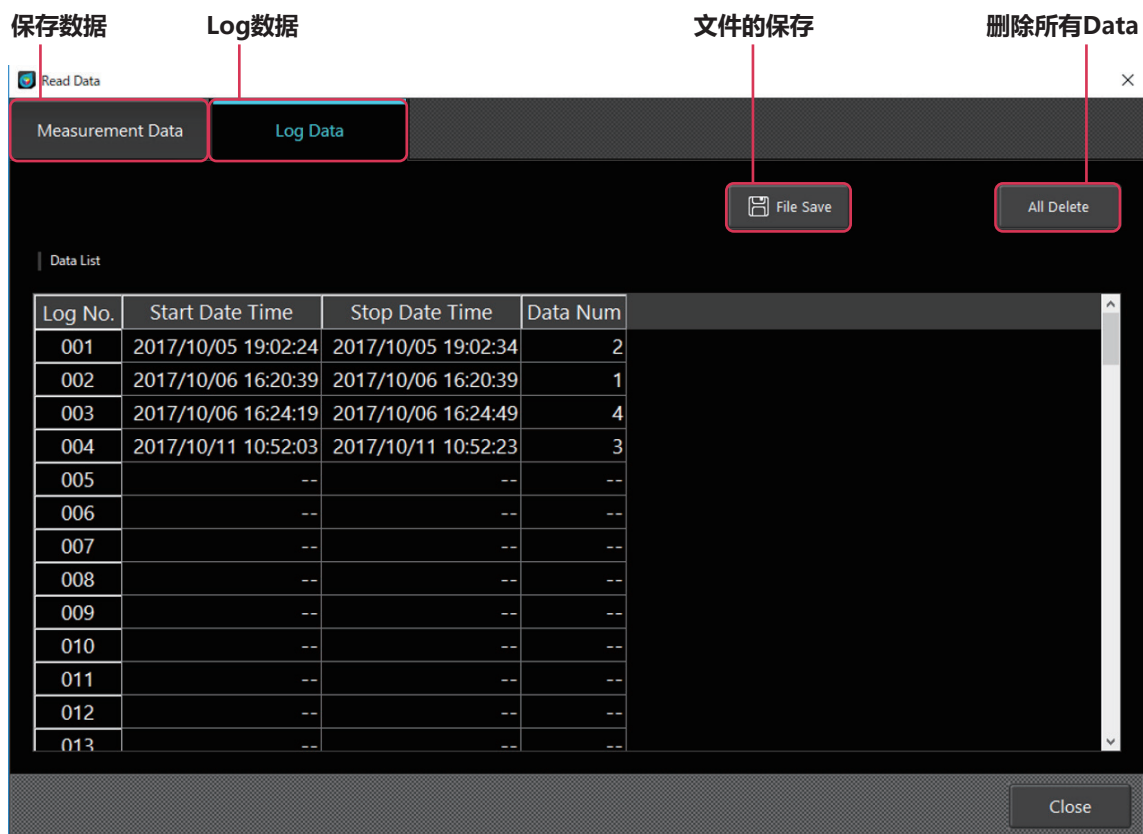 保存数据 Log数据 文件的保存 删除所有Data
Read Data
Measurement Data Log Data
File Save All Delete
Data List
Log No. Start Date Time Stop Date Time Data Num
001 2017/10/05 19:02:24 2017/10/05 19:02:34 2
002 2017/10/06 16:20:39 2017/10/06 16:20:39 1
003 2017/10/06 16:24:19 2017/10/06 16:24:49 4
004 2017/10/11 10:52:03 2017/10/11 10:52:23 3
005 -- -- --
006 -- -- --
007 -- -- --
008 -- -- --
009 -- -- --
010 -- -- --
011 -- -- --
012 -- -- --
013 -- -- --
Close